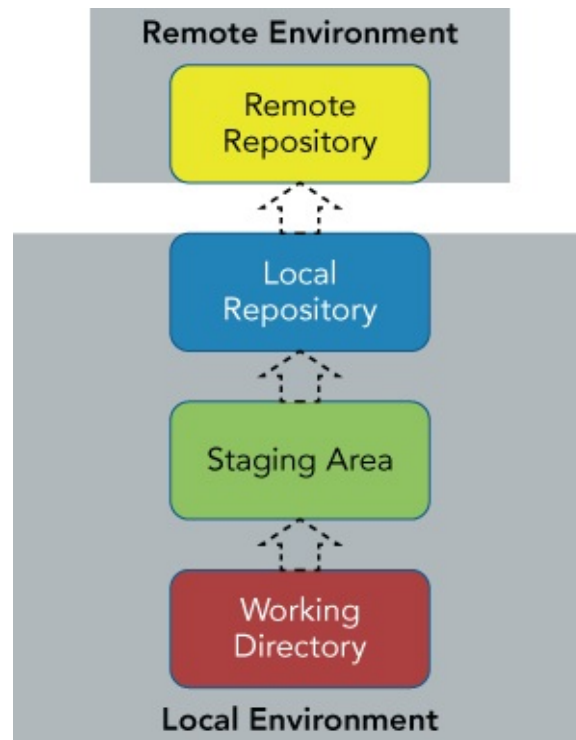 Remote Environment
Remote
Repository
Local
Repository
Staging Area
Working
Directory
Local Environment